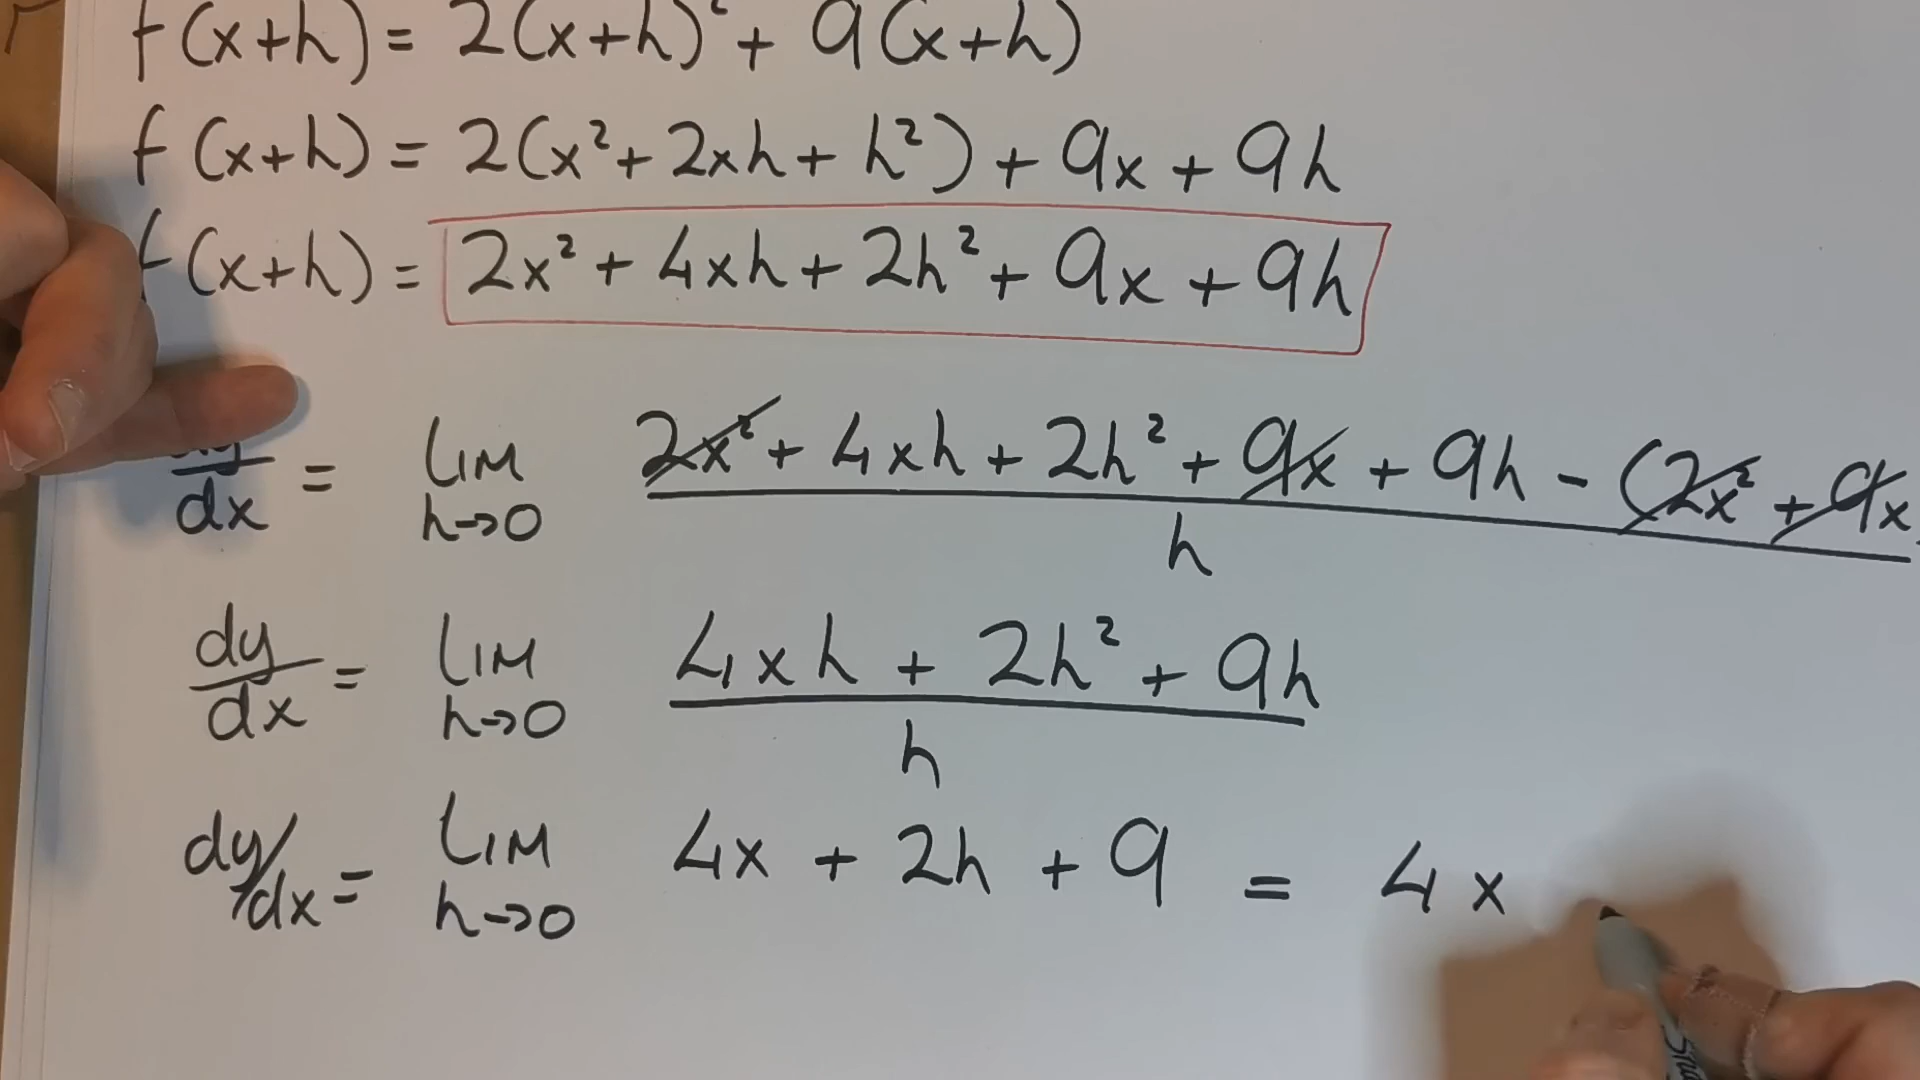 f(x+h) = 2(x+h)² + 9(x+h)
f(x+h) = 2(x²+2xh+h²) + 9x + 9h
f(x+h) = 2x² + 4xh + 2h² + 9x + 9h
dy/dx = LIM h→0 2x² + 4xh + 2h² + 9x + 9h - (2x² + 9x / h
dy/dx = LIM h→0 4xh + 2h² + 9h / h
dy/dx = LIM h→0 4x + 2h + 9 = 4x